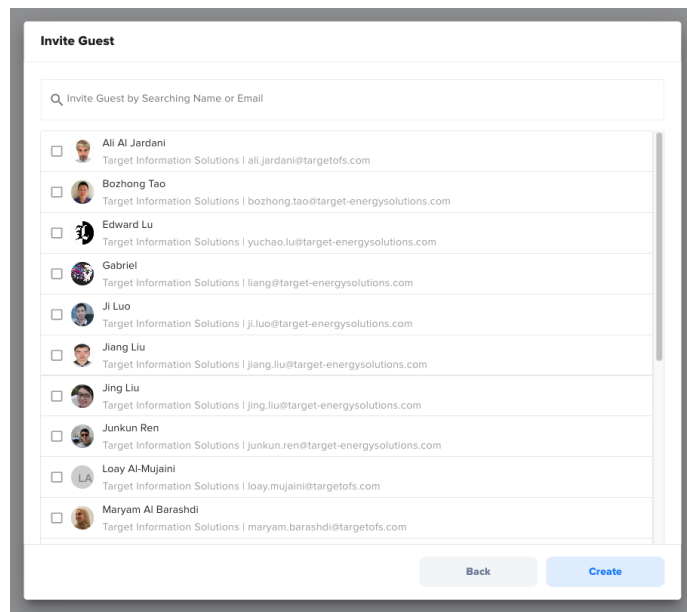 Invite Guest
Invite Guest by Searching Name or Email
Ali Al Jardani
Target Information Solutions | ali.jardani@targetofs.com
Bozhong Tao
Target Information Solutions | bozhong.tao@target-energysolutions.com
Edward Lu
Target Information Solutions | yuchao.lu@target-energysolutions.com
Gabriel
Target Information Solutions | liang@target-energysolutions.com
Ji Luo
Target Information Solutions | ji.luo@target-energysolutions.com
Jiang Liu
Target Information Solutions | jiang.liu@target-energysolutions.com
Jing Liu
Target Information Solutions | jing.liu@target-energysolutions.com
Junkun Ren
Target Information Solutions | junkun.ren@target-energysolutions.com
LA
Loay Al-Mujaini
Target Information Solutions | loay.mujaini@targetofs.com
Maryam Al Barashdi
Target Information Solutions | maryam.barashdi@targetofs.com
Back
Create